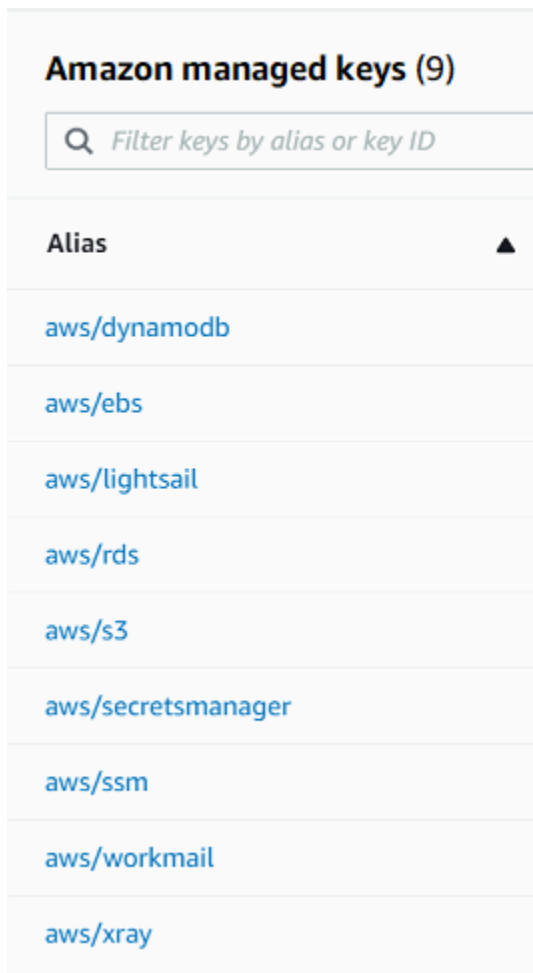 Amazon managed keys (9)
Filter keys by alias or key ID
Alias
aws/dynamodb
aws/ebs
aws/lightsail
aws/rds
aws/s3
aws/secretsmanager
aws/ssm
aws/workmail
aws/xray